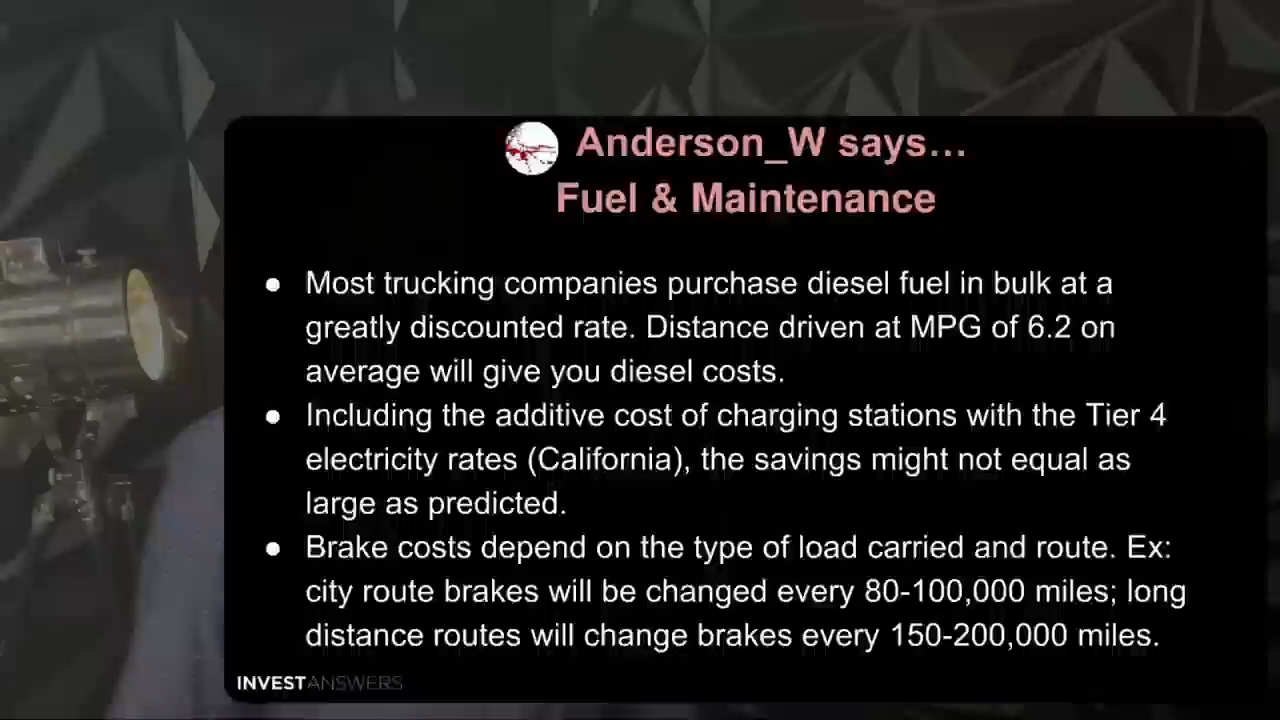 Anderson_W says...
Fuel & Maintenance
● Most trucking companies purchase diesel fuel in bulk at a
greatly discounted rate. Distance driven at MPG of 6.2 on
average will give you diesel costs.
● Including the additive cost of charging stations with the Tier 4
electricity rates (California), the savings might not equal as
large as predicted.
● Brake costs depend on the type of load carried and route. Ex:
city route brakes will be changed every 80-100,000 miles; long
distance routes will change brakes every 150-200,000 miles.
INVESTANSWERS